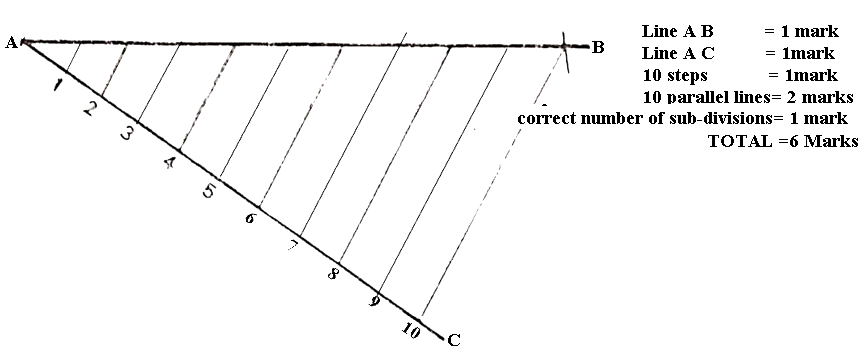 A
B
Line A B = 1 mark
Line A C = 1mark
10 steps = 1mark
10 parallel lines= 2 marks
correct number of sub-divisions= 1 mark
TOTAL =6 Marks
1
2
3
4
5
6
7
8
9
10
C